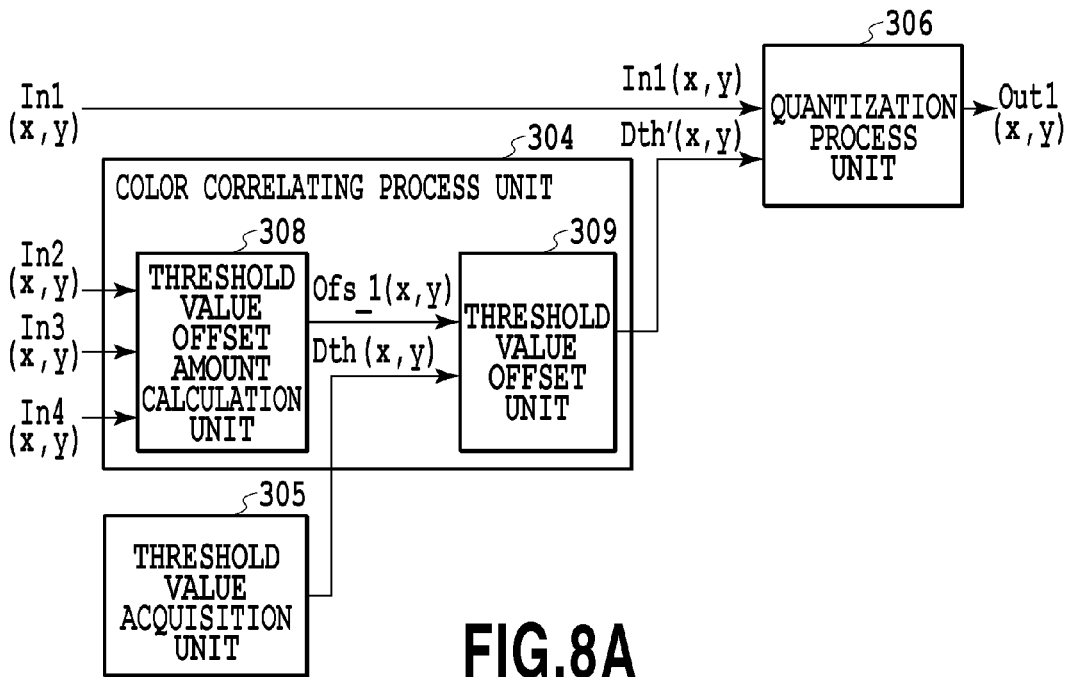 306
In1
(x,y)
In1(x,y)
Dth'(x,y)
QUANTIZATION
PROCESS
UNIT
Out1
(x,y)
304
COLOR CORRELATING PROCESS UNIT
In2
(x,y)
In3
(x,y)
In4
(x,y)
308
THRESHOLD
VALUE
OFFSET
AMOUNT
CALCULATION
UNIT
Ofs_1(x,y)
Dth(x,y)
309
THRESHOLD
VALUE
OFFSET
UNIT
305
THRESHOLD
VALUE
ACQUISITION
UNIT
FIG.8A